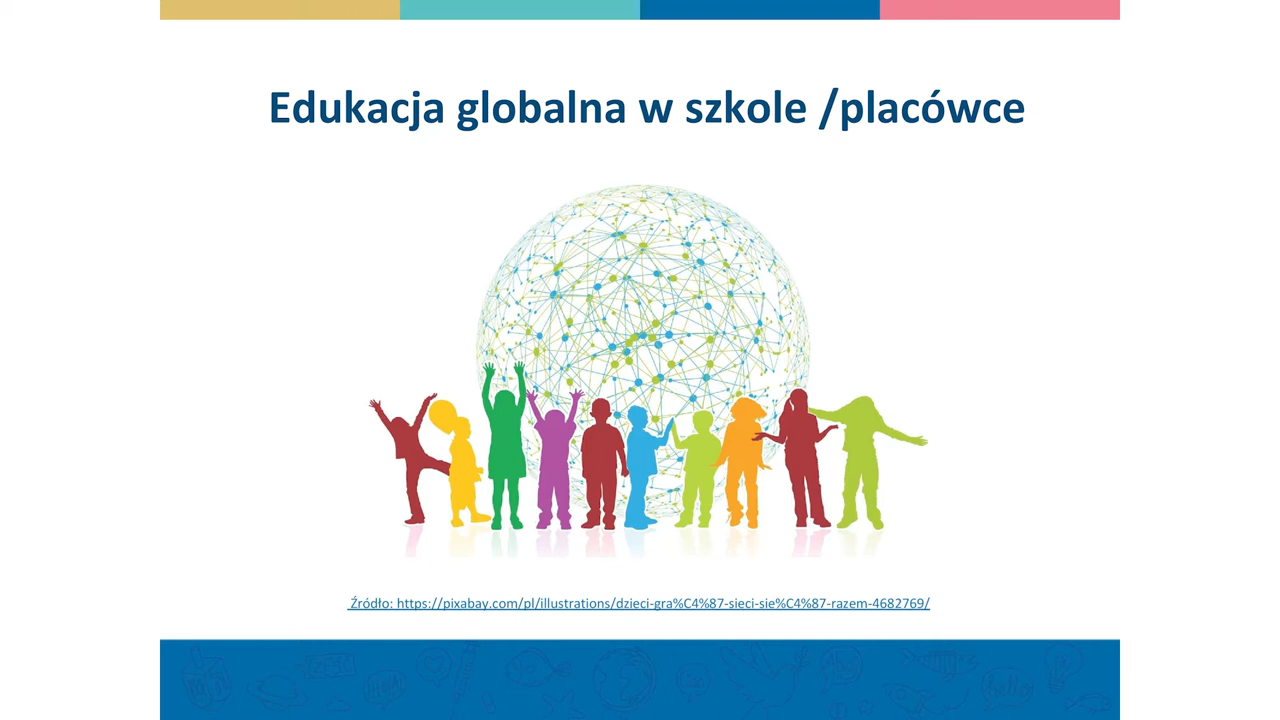 Edukacja globalna w szkole /placówce
Źródło: https://pixabay.com/pl/illustrations/dzieci-gra%C4%87-sieci-sie%C4%87-razem-4682769/
hello